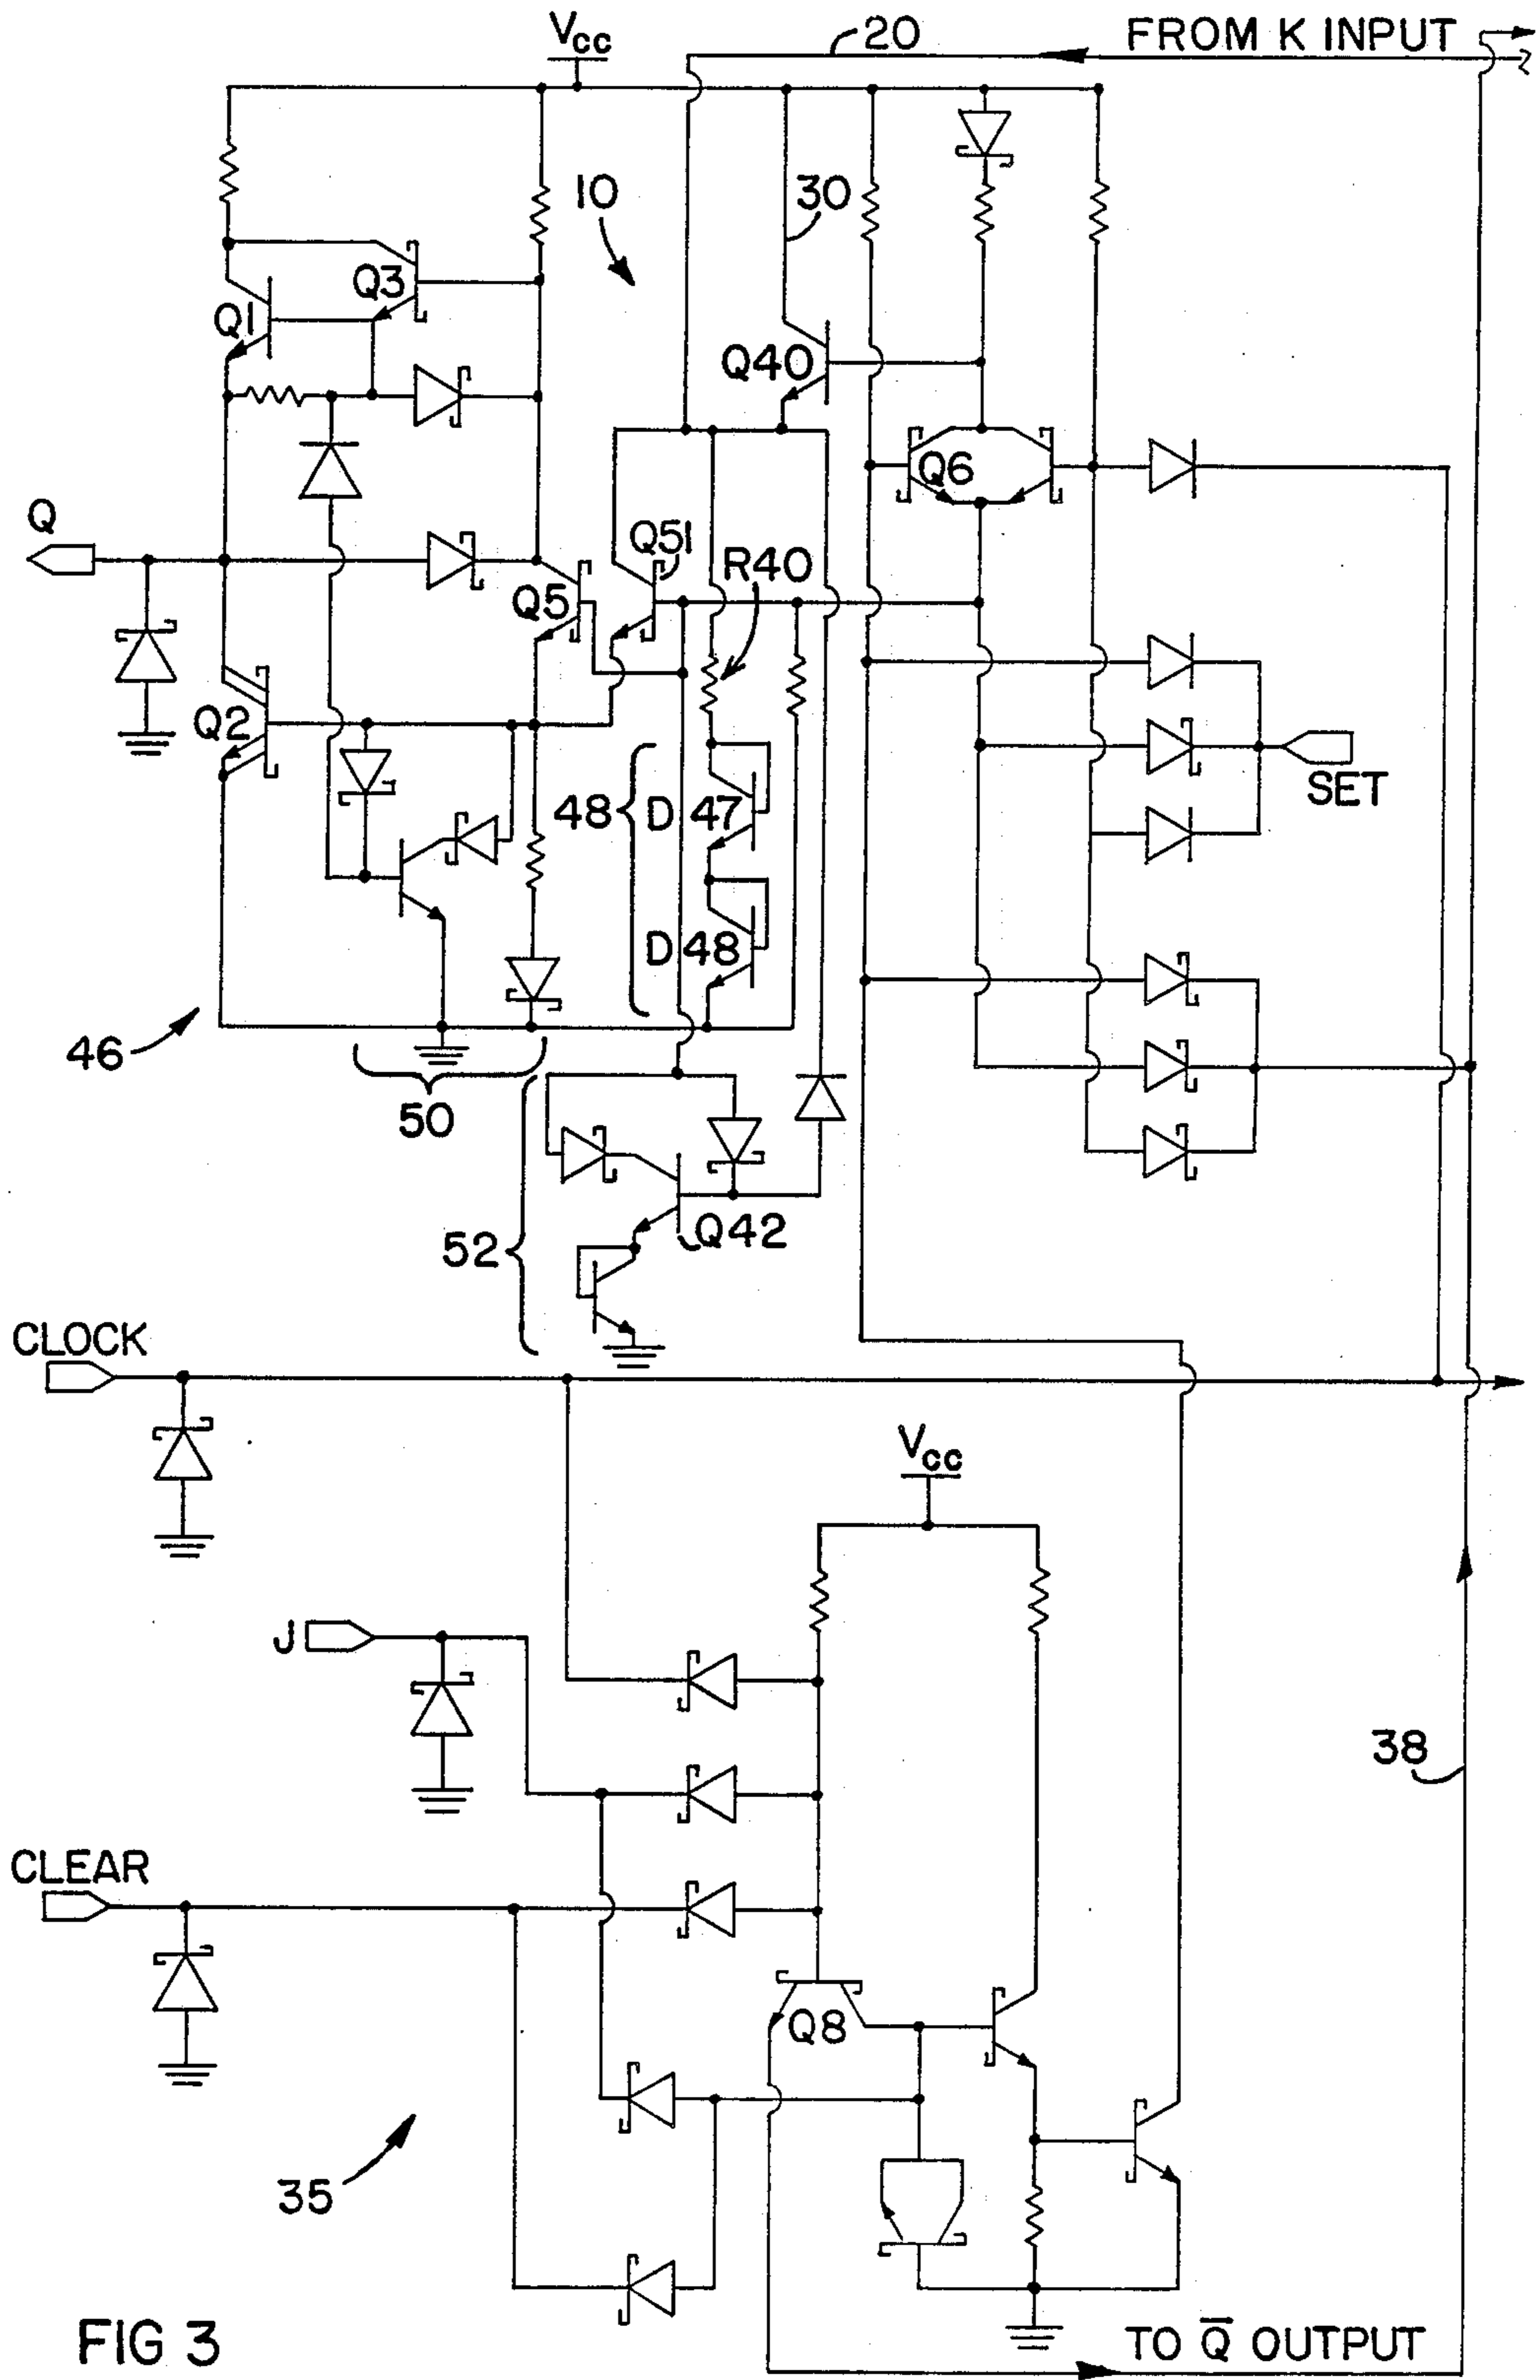 Vcc
20
FROM K INPUT
10
30
Q3
Q1
Q40
Q6
Q
Q51
R40
Q5
Q2
SET
48
D 47
D 48
46
50
52
Q42
CLOCK
Vcc
J
38
CLEAR
Q8
35
FIG 3
TO Q̅ OUTPUT